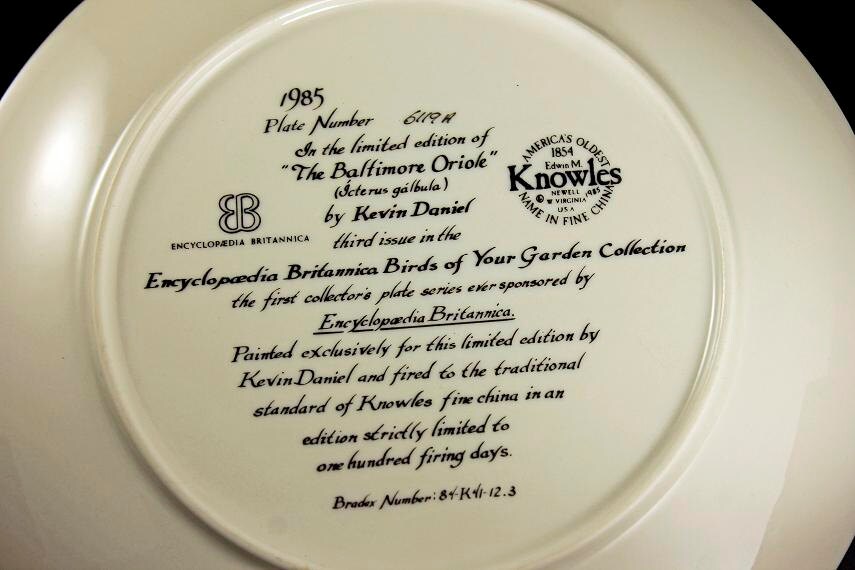 1985
Plate Number 6119A
In the limited edition of
"The Baltimore Oriole"
(Icterus gálbula)
by Kevin Daniel
third issue in the
Encyclopædia Britannica Birds of Your Garden Collection
the first collector's plate series ever sponsored by
Encyclopædia Britannica.
Painted exclusively for this limited edition by
Kevin Daniel and fired to the traditional
standard of Knowles fine china in an
edition strictly limited to
one hundred firing days.
Bradex Number: 84-K41-12.3
ENCYCLOPÆDIA BRITANNICA
AMERICA'S OLDEST
1854
Edwin M.
Knowles
NEWELL
© W VIRGINIA 1985
USA
NAME IN FINE CHINA